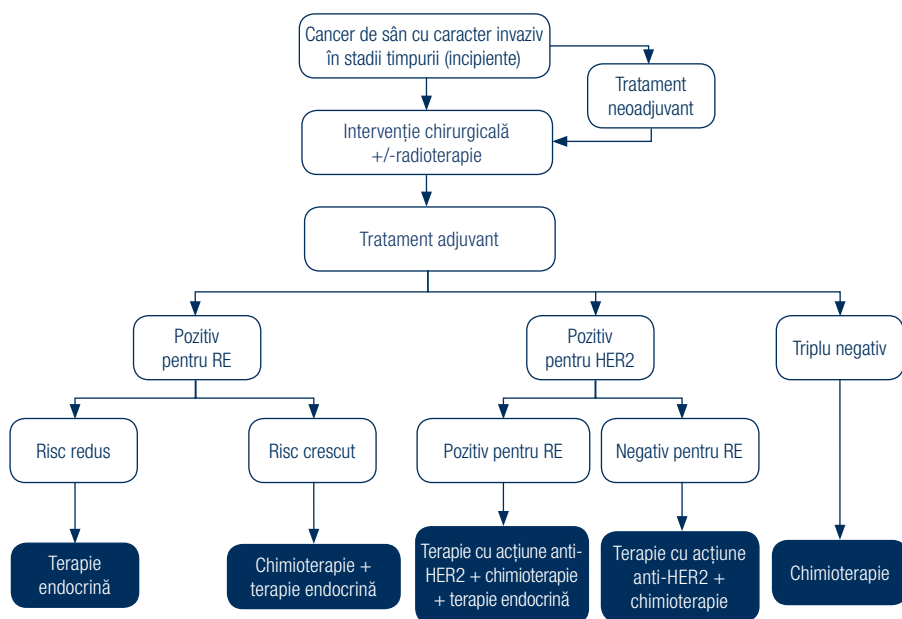 Cancer de sân cu caracter invaziv
în stadii timpurii (incipiente)
Tratament
neoadjuvant
Intervenție chirurgicală
+/-radioterapie
Tratament adjuvant
Pozitiv
pentru RE
Pozitiv
pentru HER2
Triplu negativ
Risc redus
Risc crescut
Pozitiv pentru RE
Negativ pentru RE
Terapie
endocrină
Chimioterapie +
terapie endocrină
Terapie cu acțiune anti-
HER2 + chimioterapie
+ terapie endocrină
Terapie cu acțiune
anti-HER2 +
chimioterapie
Chimioterapie